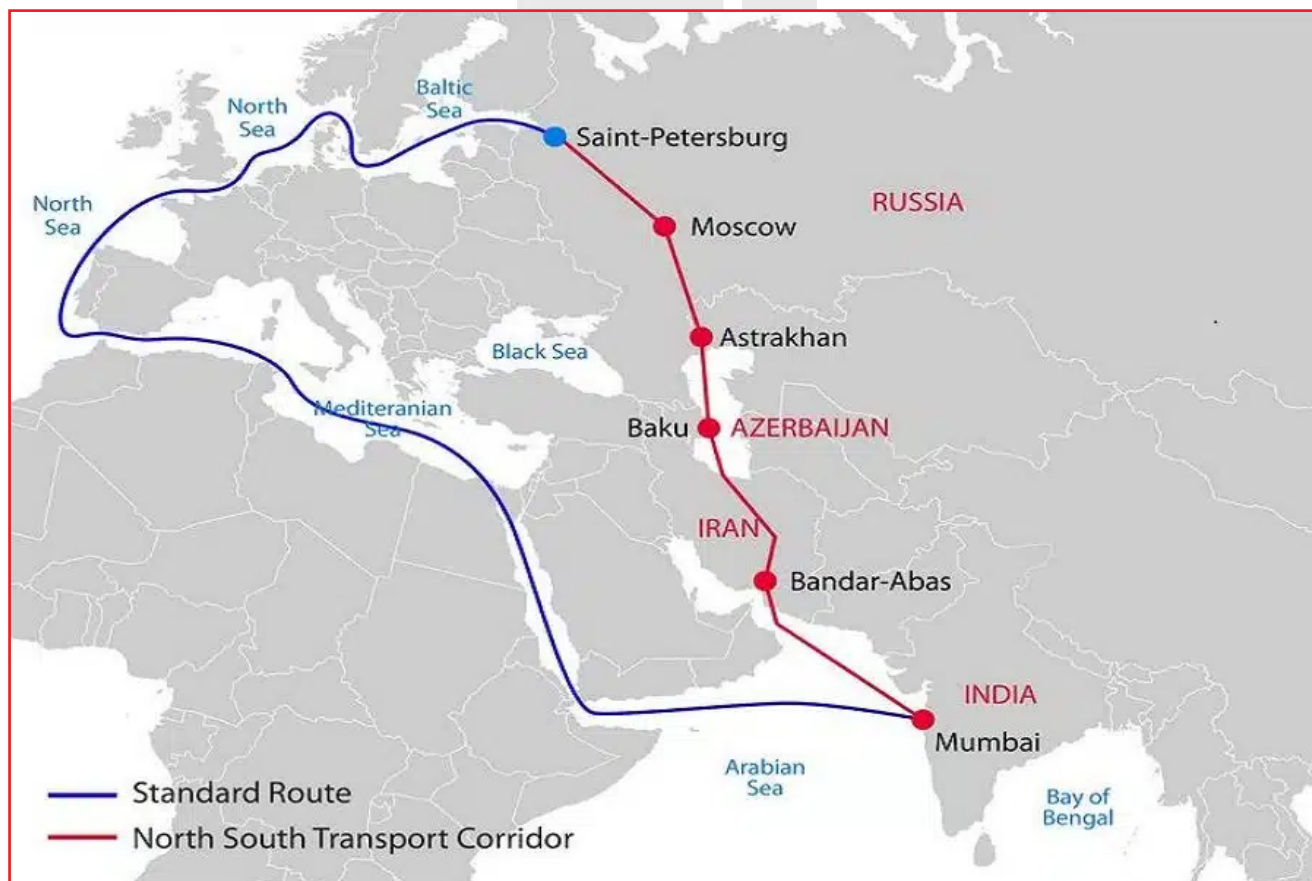 Baltic
Sea
North
Sea
Saint-Petersburg
North
Sea
RUSSIA
Moscow
Astrakhan
Black Sea
Mediteranian
Sea
Baku
AZERBAIJAN
IRAN
Bandar-Abas
INDIA
Mumbai
Arabian
Sea
Bay of
Bengal
Standard Route
North South Transport Corridor